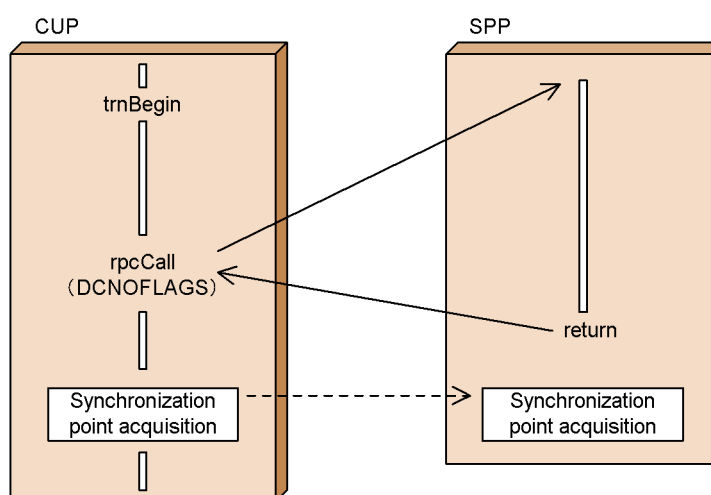 CUP
SPP
trnBegin
rpcCall
（DCNOFLAGS）
return
Synchronization
point acquisition
Synchronization
point acquisition